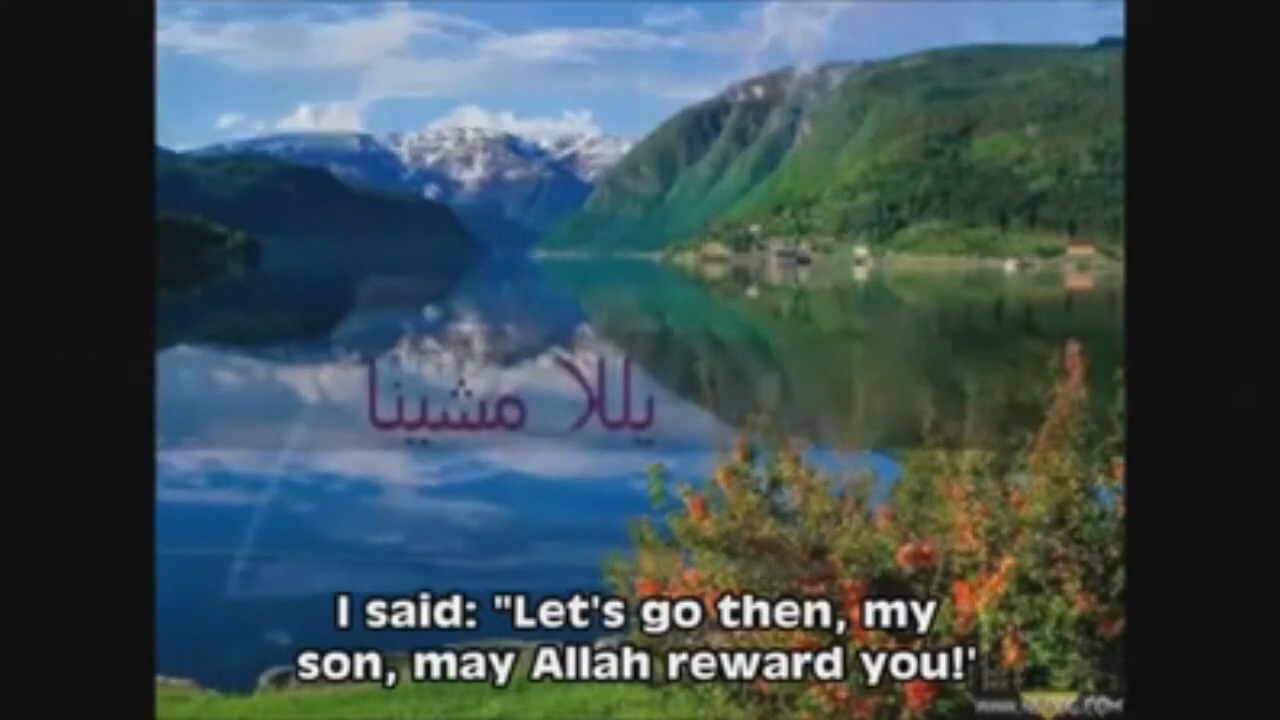 يللا مشينا
I said: "Let's go then, my
son, may Allah reward you!'